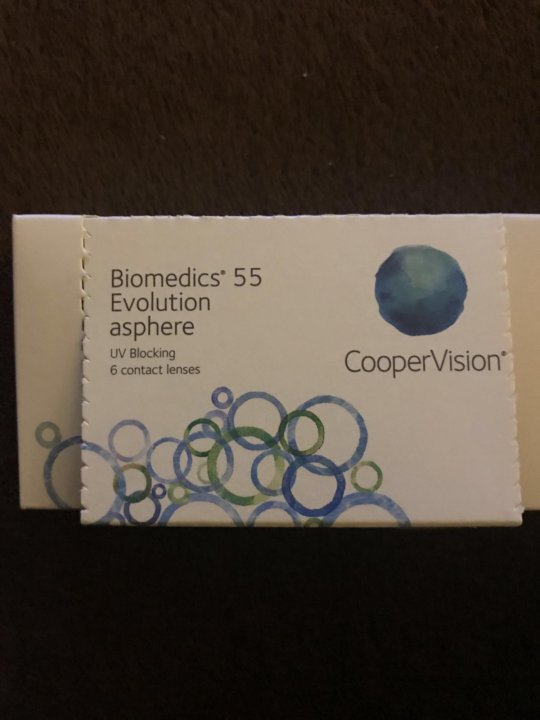 Biomedics® 55
Evolution
asphere
UV Blocking
6 contact lenses
CooperVision®